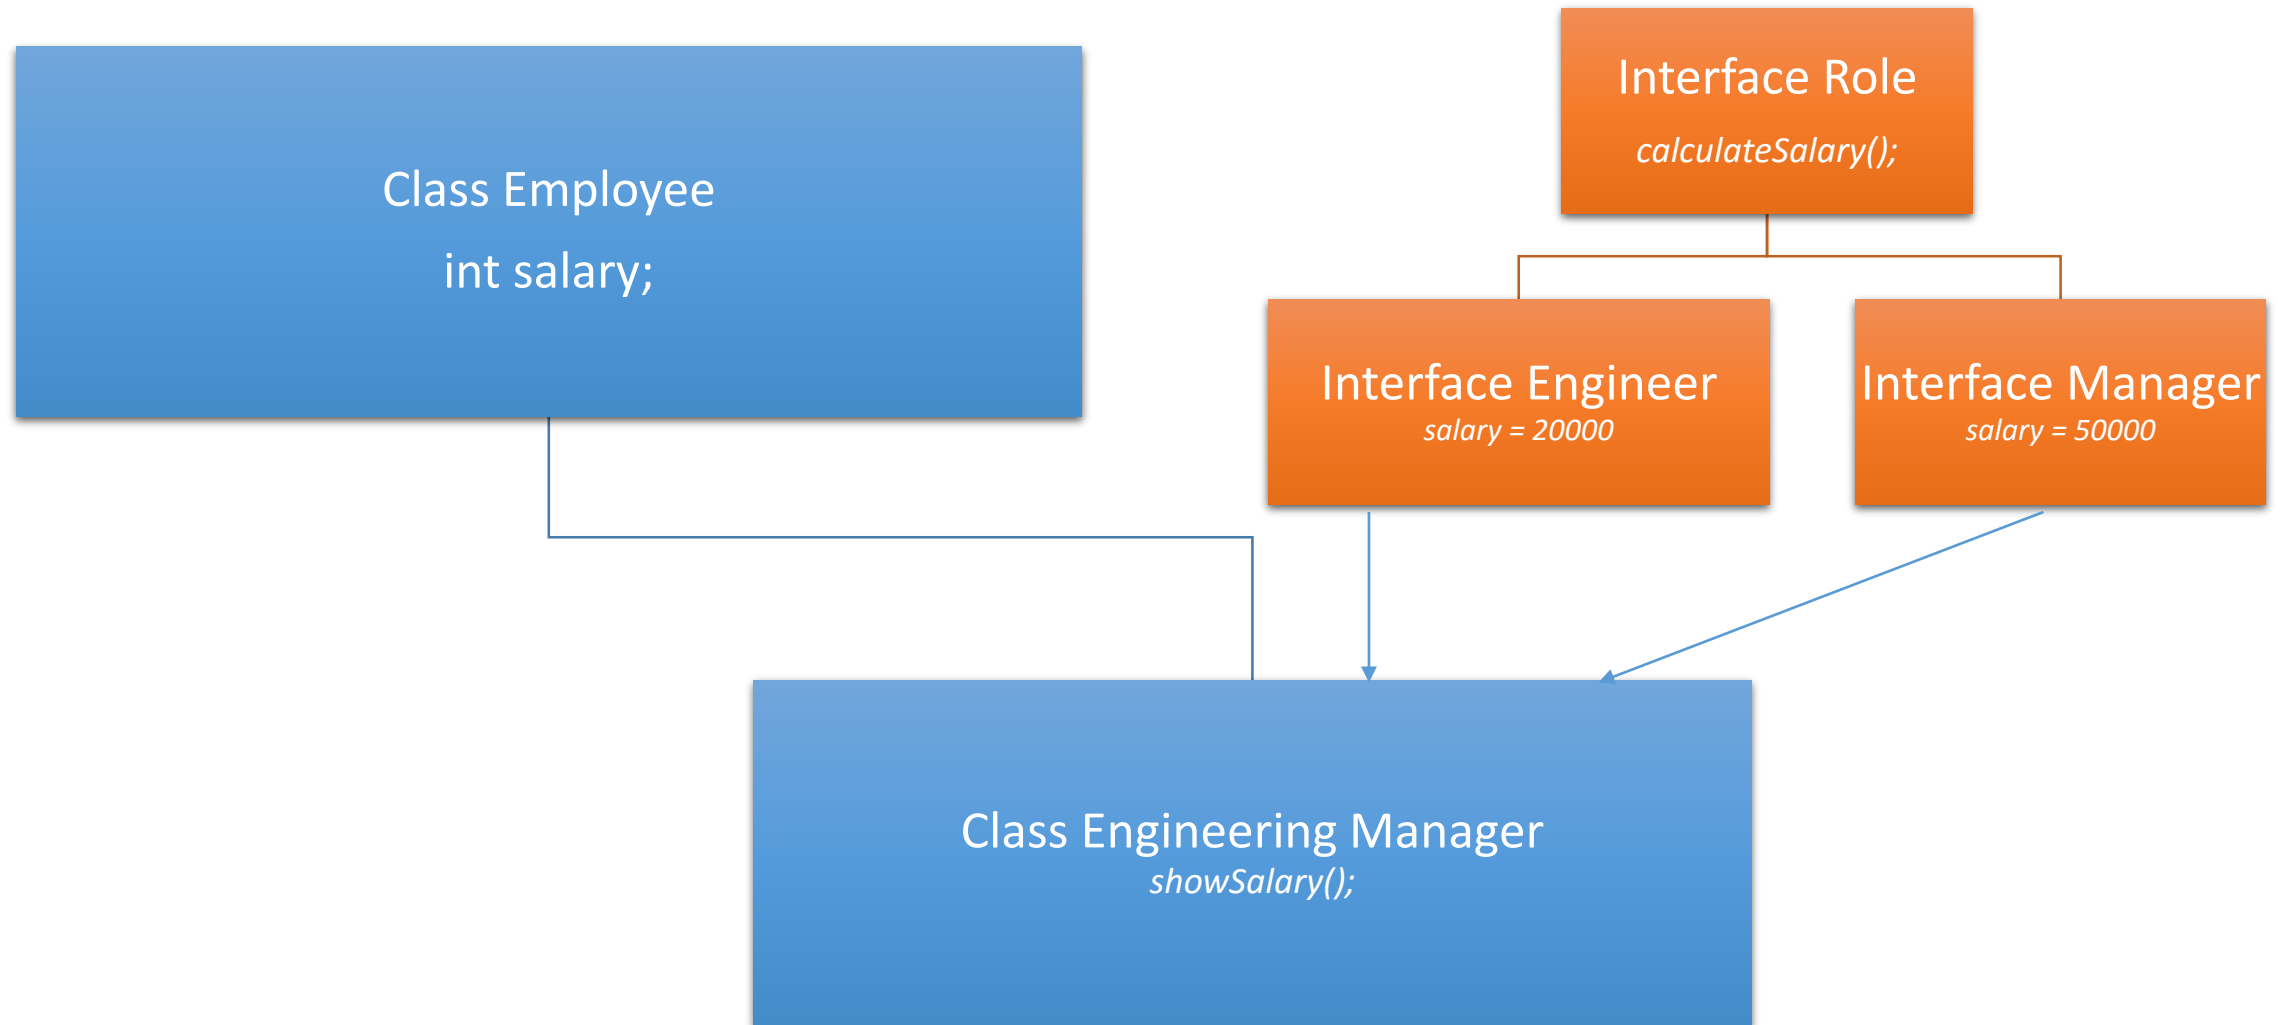 Class Employee
int salary;
Interface Role
calculateSalary();
Interface Engineer
salary = 20000
Interface Manager
salary = 50000
Class Engineering Manager
showSalary();